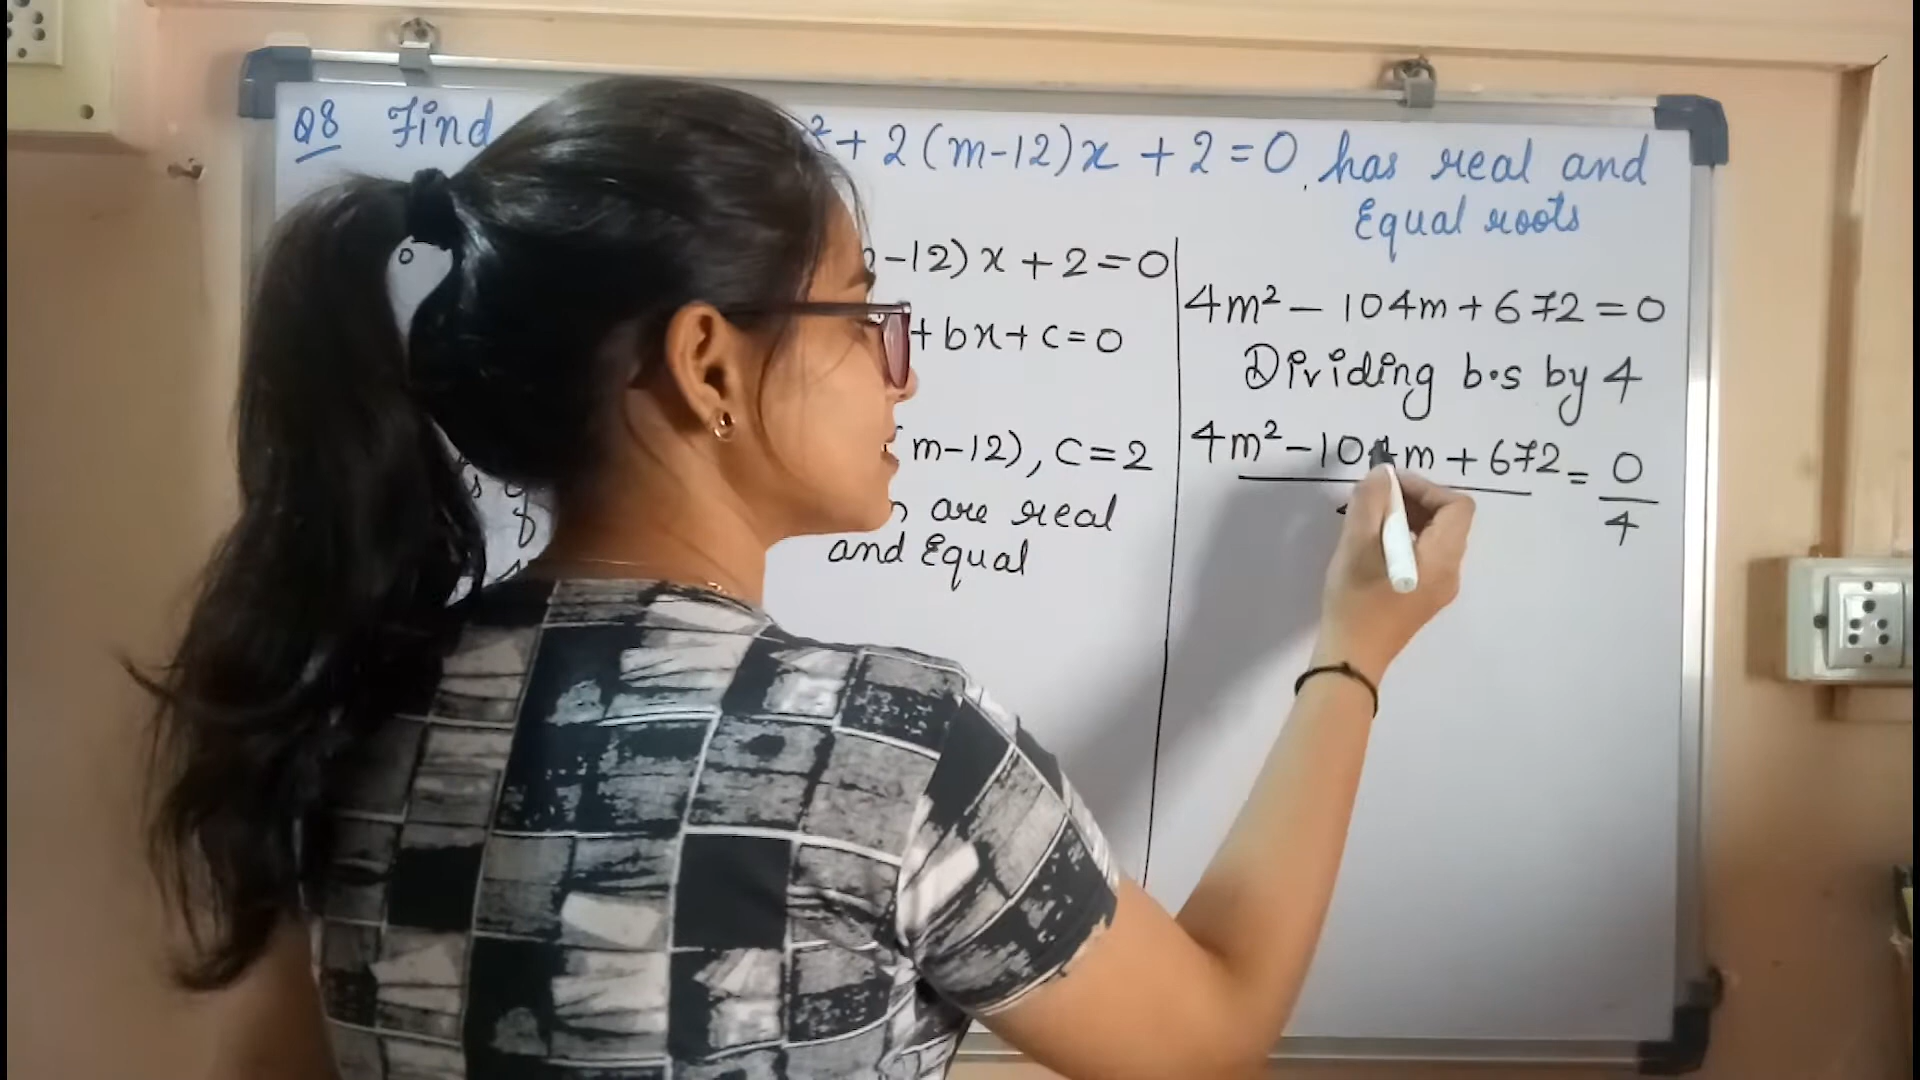 Q8 Find ² + 2(m-12)x + 2 = 0 has real and
Equal roots
-12) x + 2 = 0
+ bx + c = 0
m-12), C = 2
are real
and Equal
4m² - 104m + 672 = 0
Dividing b.s by 4
4m² - 104m + 672 = 0
4